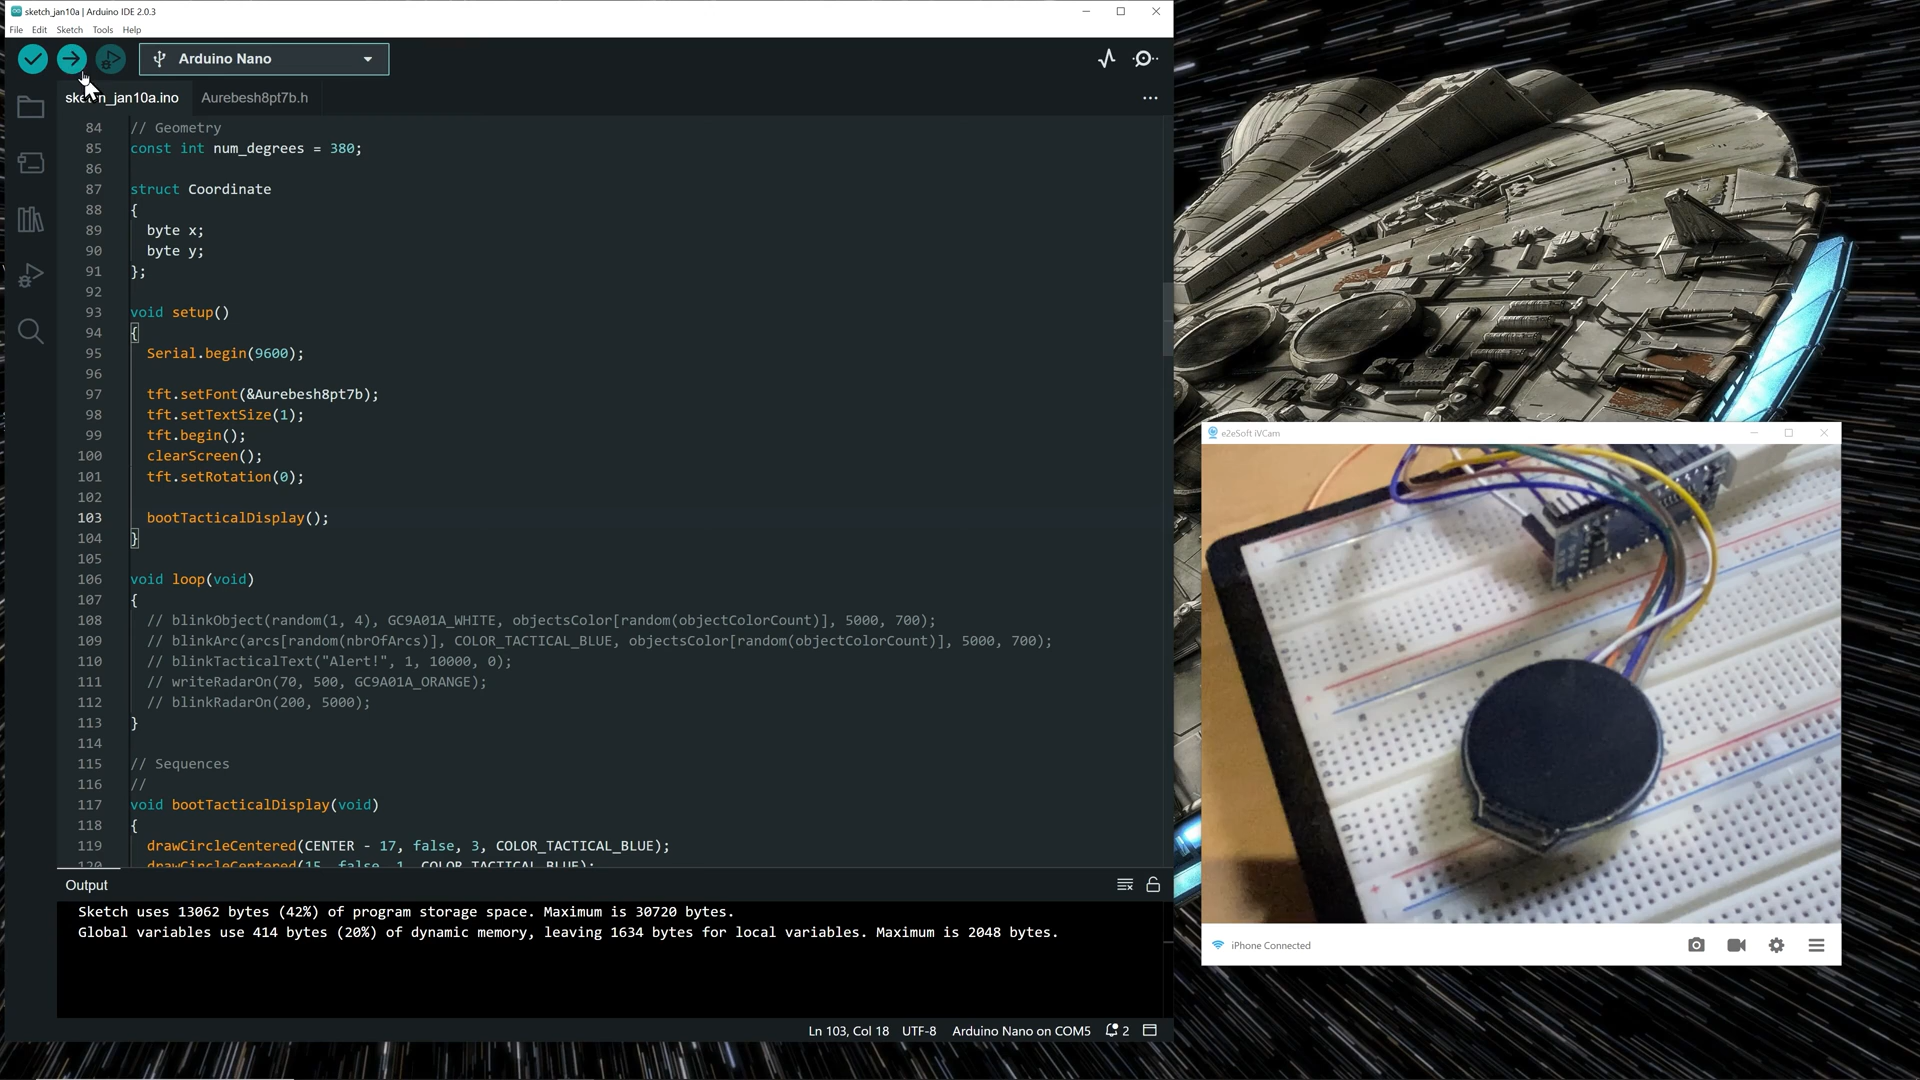 sketch_jan10a | Arduino IDE 2.0.3
File Edit Sketch Tools Help
Arduino Nano
sketch_jan10a.ino Aurebesh8pt7b.h
84 // Geometry
85 const int num_degrees = 380;
86
87 struct Coordinate
88 {
89 byte x;
90 byte y;
91 };
92
93 void setup()
94 {
95 Serial.begin(9600);
96
97 tft.setFont(&Aurebesh8pt7b);
98 tft.setTextSize(1);
99 tft.begin();
100 clearScreen();
101 tft.setRotation(0);
102
103 bootTacticalDisplay();
104 }
105
106 void loop(void)
107 {
108 // blinkObject(random(1, 4), GC9A01A_WHITE, objectsColor[random(objectColorCount)], 5000, 700);
109 // blinkArc(arcs[random(nbrOfArcs)], COLOR_TACTICAL_BLUE, objectsColor[random(objectColorCount)], 5000, 700);
110 // blinkTacticalText("Alert!", 1, 10000, 0);
111 // writeRadarOn(70, 500, GC9A01A_ORANGE);
112 // blinkRadarOn(200, 5000);
113 }
114
115 // Sequences
116 //
117 void bootTacticalDisplay(void)
118 {
119 drawCircleCentered(CENTER - 17, false, 3, COLOR_TACTICAL_BLUE);
120 drawCircleCentered(15, false, 1, COLOR_TACTICAL_BLUE);
Output
Sketch uses 13062 bytes (42%) of program storage space. Maximum is 30720 bytes.
Global variables use 414 bytes (20%) of dynamic memory, leaving 1634 bytes for local variables. Maximum is 2048 bytes.
Ln 103, Col 18 UTF-8 Arduino Nano on COM5 2
e2eSoft iVCam
iPhone Connected